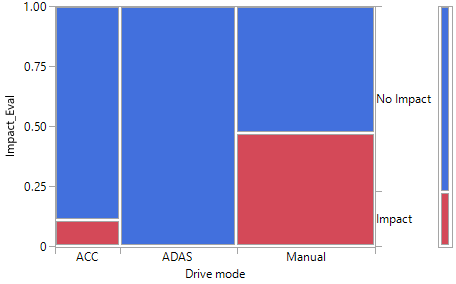 1.00
0.75
0.50
0.25
0
Impact_Eval
No Impact
Impact
ACC ADAS Manual
Drive mode